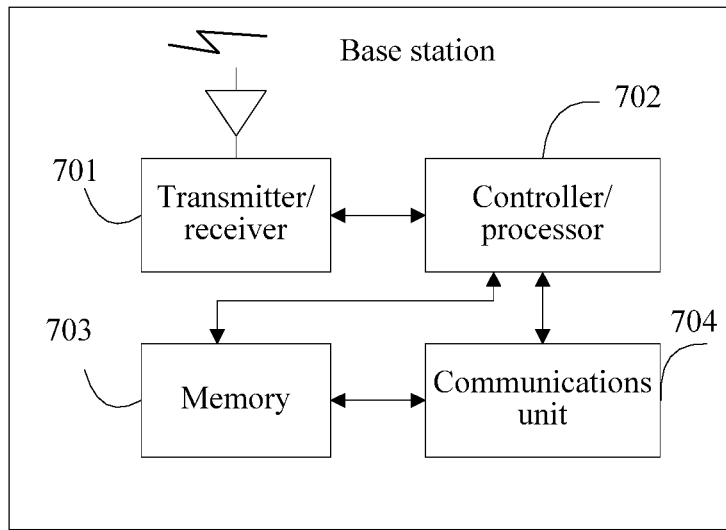 Base station
702
701
Transmitter/
receiver
Controller/
processor
703
704
Memory
Communications
unit